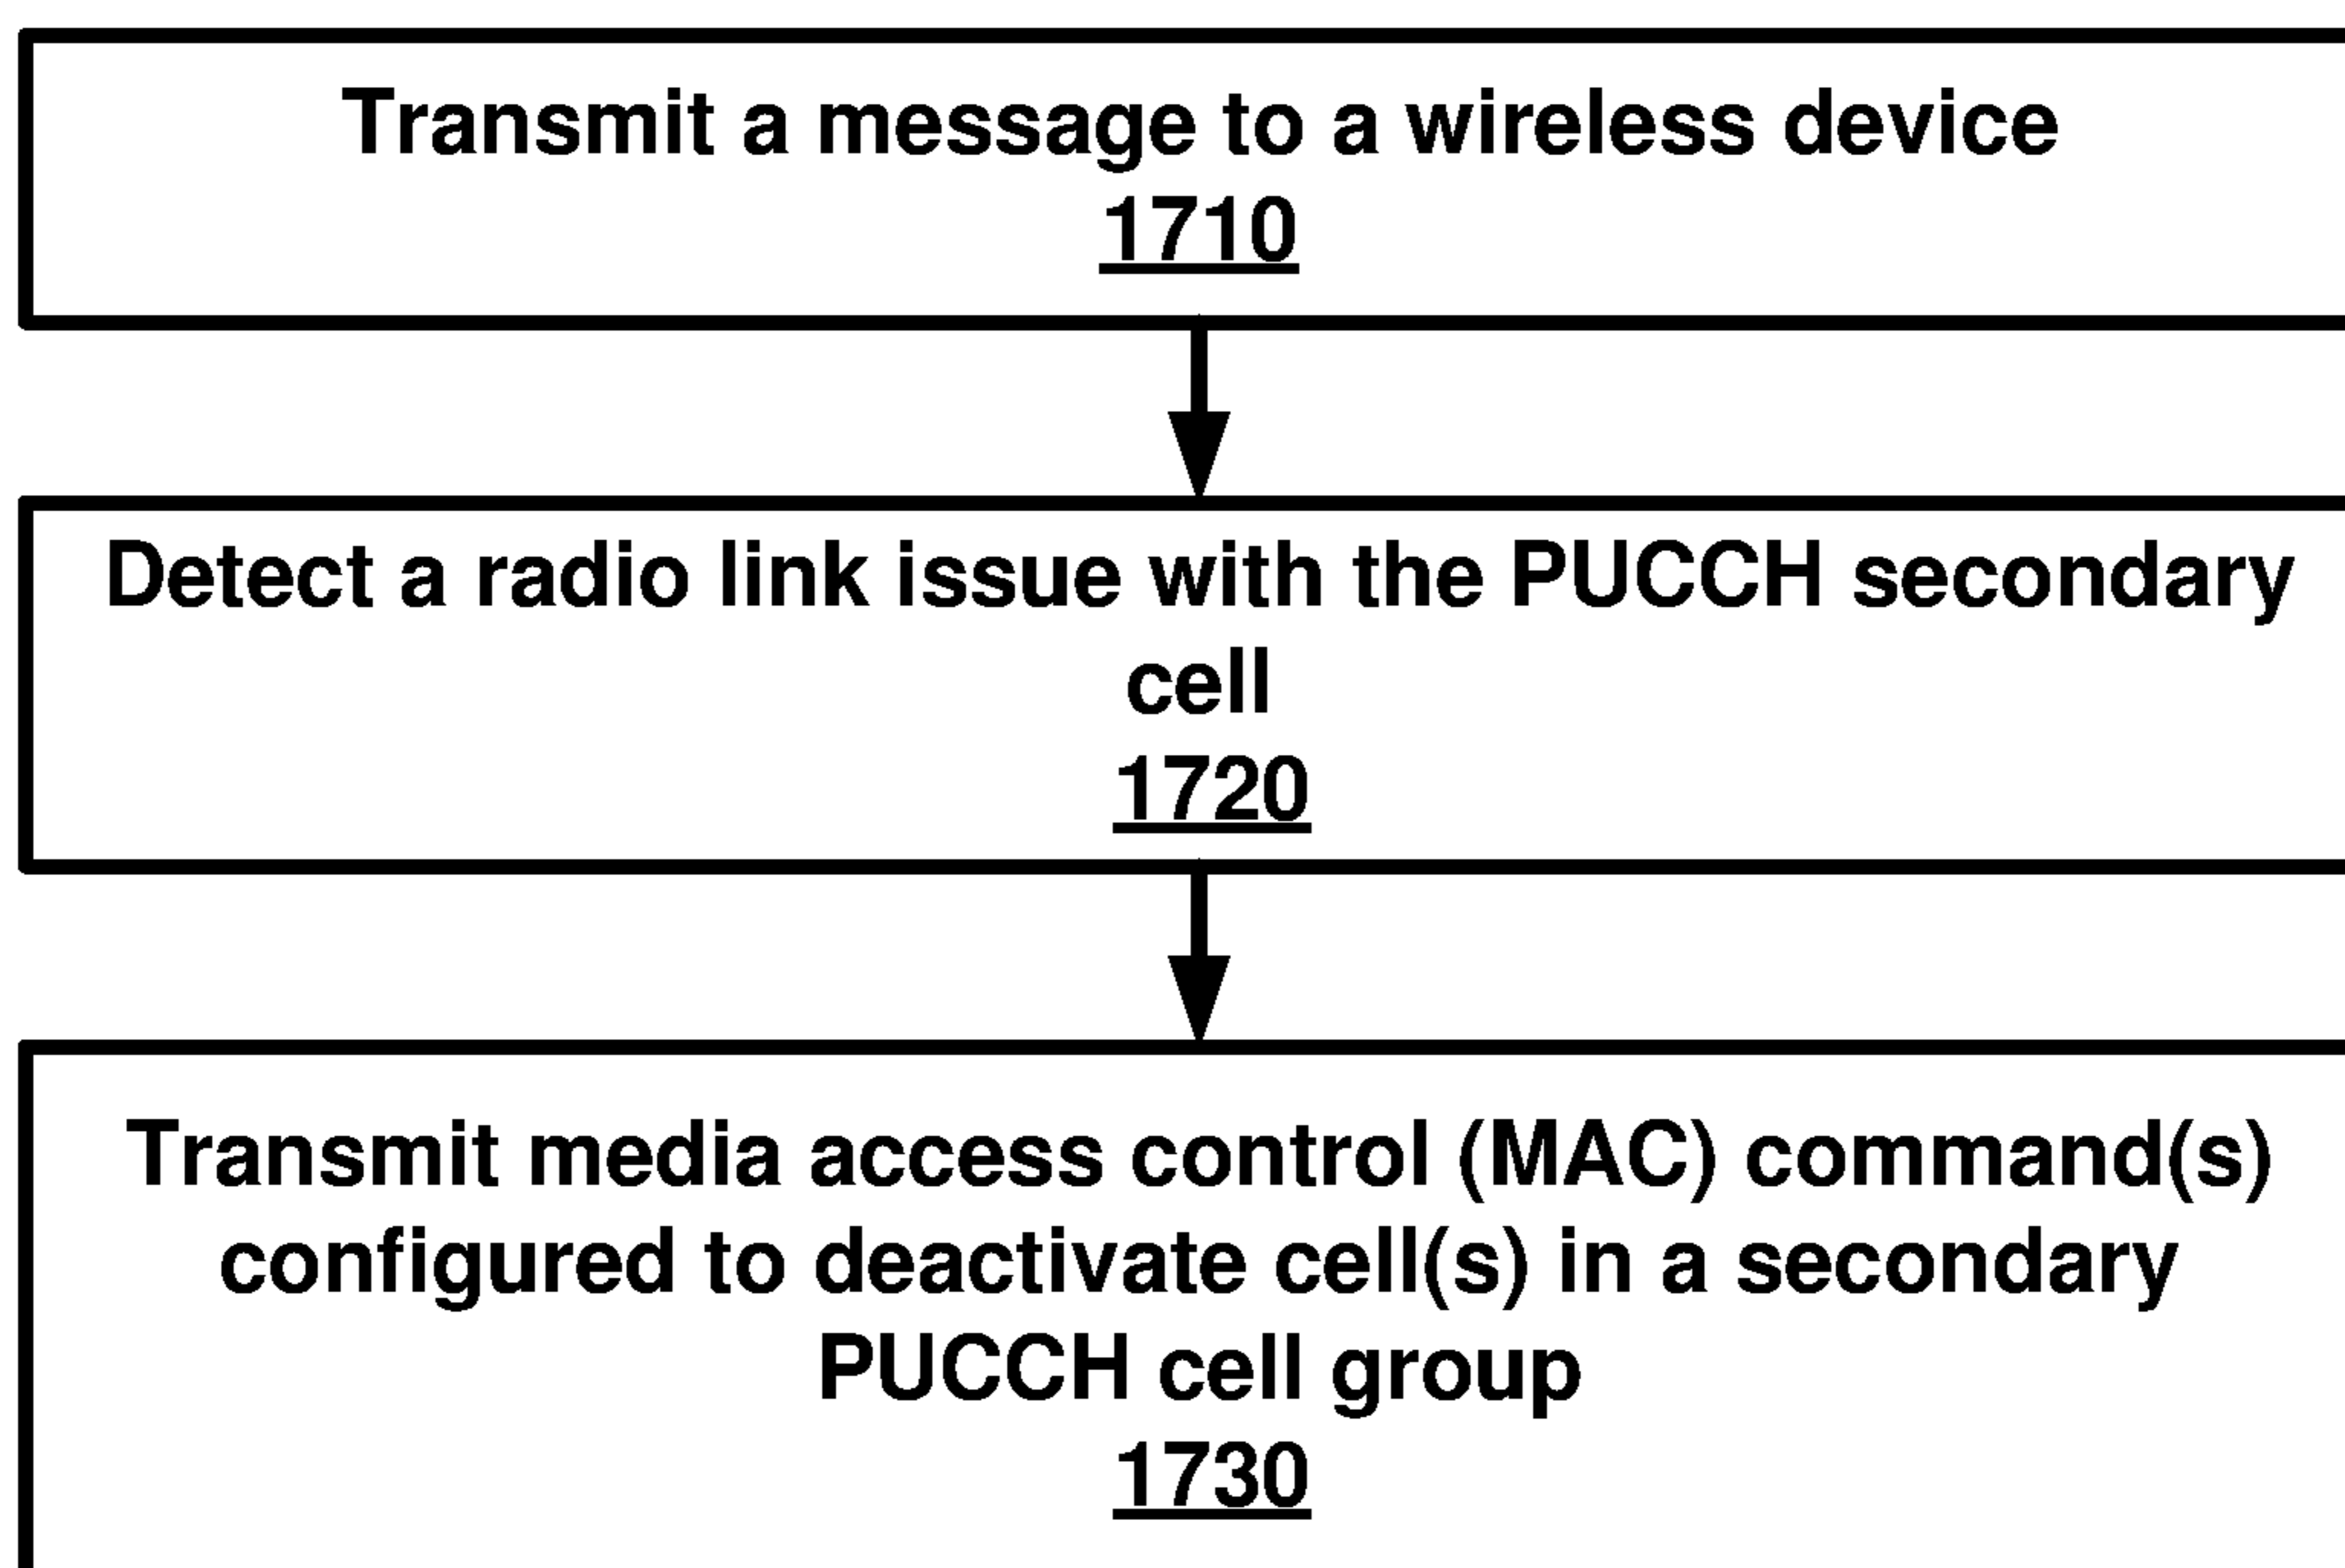 Transmit a message to a wireless device
1710
Detect a radio link issue with the PUCCH secondary
cell
1720
Transmit media access control (MAC) command(s)
configured to deactivate cell(s) in a secondary
PUCCH cell group
1730